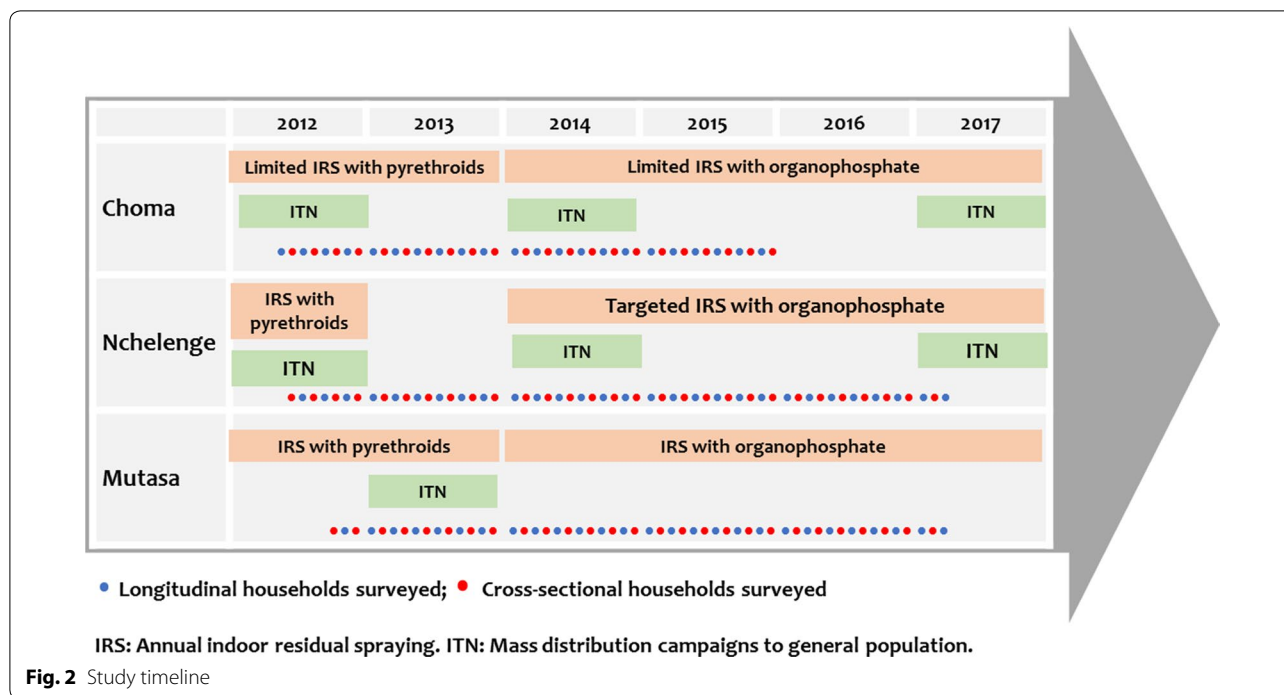 2012 2013 2014 2015 2016 2017
Choma
Limited IRS with pyrethroids Limited IRS with organophosphate
ITN ITN ITN
Nchelenge
IRS with
pyrethroids
Targeted IRS with organophosphate
ITN ITN ITN
Mutasa
IRS with pyrethroids IRS with organophosphate
ITN
Longitudinal households surveyed; Cross-sectional households surveyed
IRS: Annual indoor residual spraying. ITN: Mass distribution campaigns to general population.
Fig. 2 Study timeline